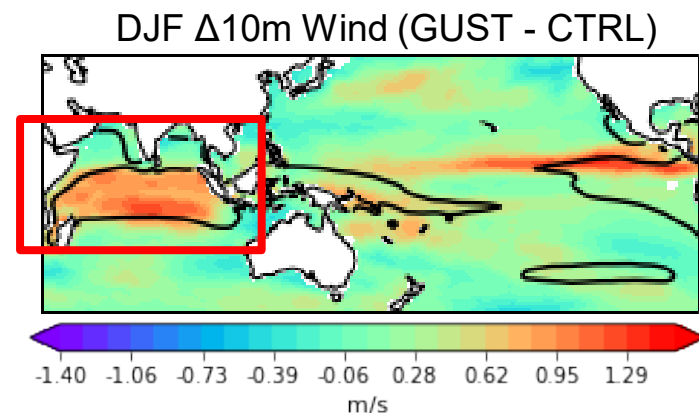 DJF Δ10m Wind (GUST - CTRL)
-1.40 -1.06 -0.73 -0.39 -0.06 0.28 0.62 0.95 1.29
m/s